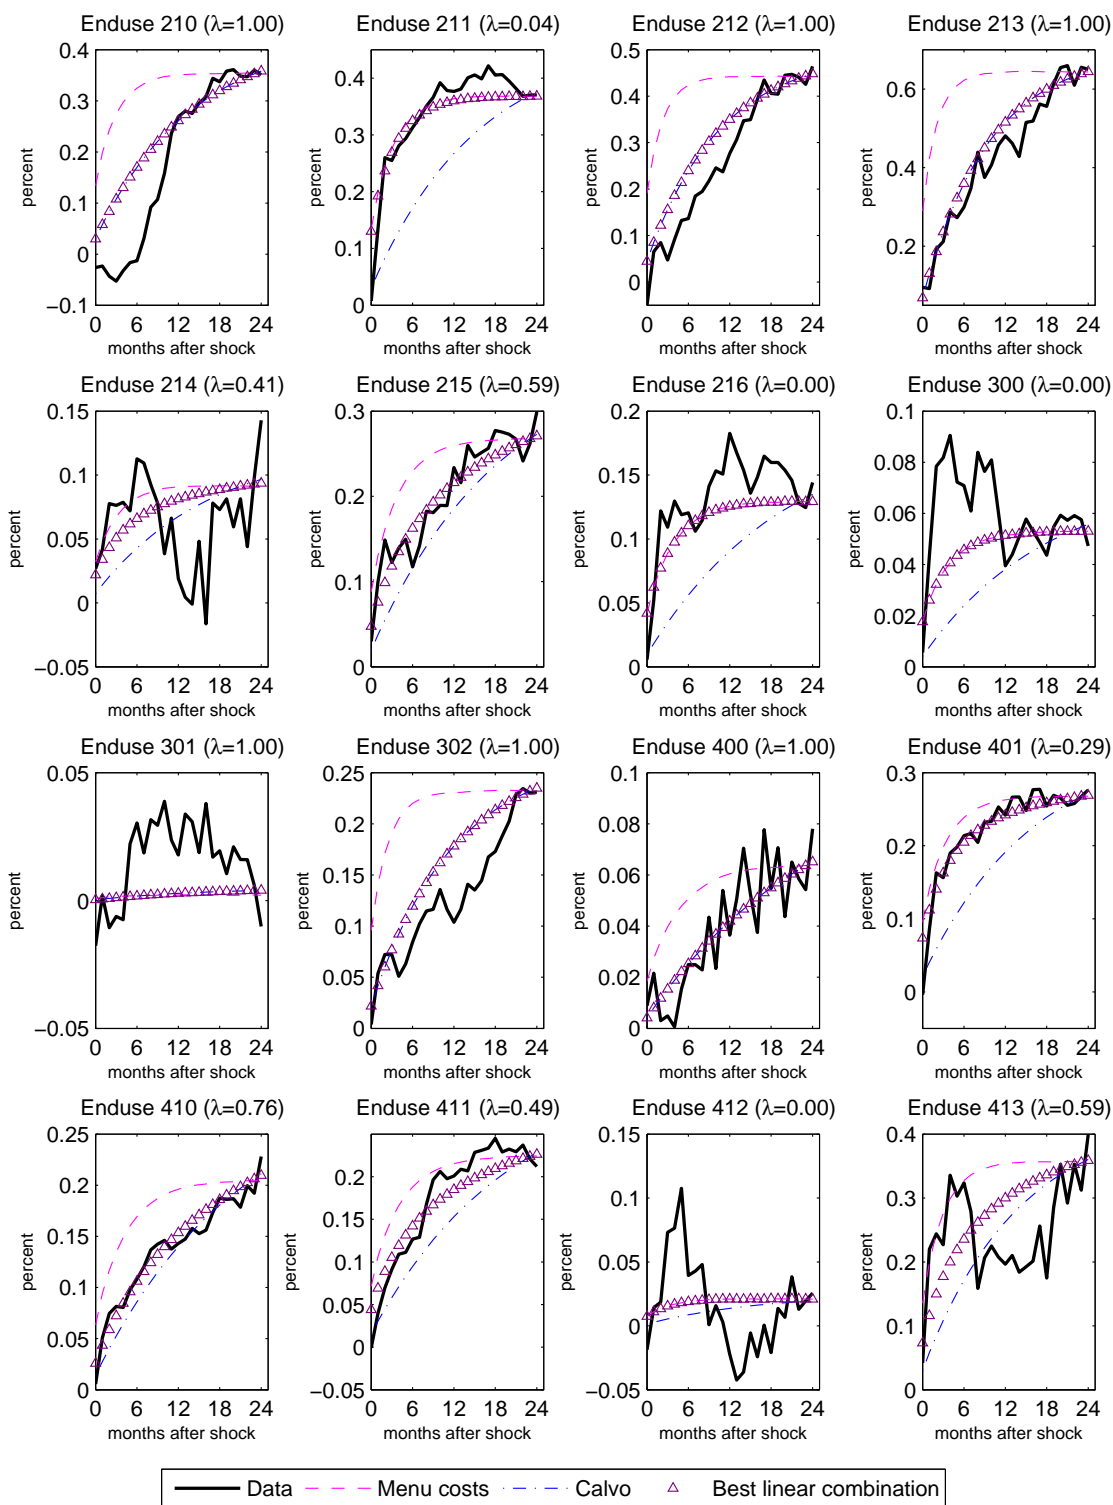 Enduse 210 (λ=1.00) Enduse 211 (λ=0.04) Enduse 212 (λ=1.00) Enduse 213 (λ=1.00)
percent
0.4
0.3
0.2
0.1
0
−0.1
0 6 12 18 24
months after shock
percent
0.4
0.3
0.2
0.1
0
0 6 12 18 24
months after shock
percent
0.5
0.4
0.3
0.2
0.1
0
0 6 12 18 24
months after shock
percent
0.6
0.4
0.2
0 6 12 18 24
months after shock
Enduse 214 (λ=0.41) Enduse 215 (λ=0.59) Enduse 216 (λ=0.00) Enduse 300 (λ=0.00)
percent
0.15
0.1
0.05
0
−0.05
0 6 12 18 24
months after shock
percent
0.3
0.2
0.1
0
0 6 12 18 24
months after shock
percent
0.2
0.15
0.1
0.05
0
0 6 12 18 24
months after shock
percent
0.1
0.08
0.06
0.04
0.02
0
0 6 12 18 24
months after shock
Enduse 301 (λ=1.00) Enduse 302 (λ=1.00) Enduse 400 (λ=1.00) Enduse 401 (λ=0.29)
percent
0.05
0
−0.05
0 6 12 18 24
months after shock
percent
0.25
0.2
0.15
0.1
0.05
0
0 6 12 18 24
months after shock
percent
0.1
0.08
0.06
0.04
0.02
0
0 6 12 18 24
months after shock
percent
0.3
0.2
0.1
0
0 6 12 18 24
months after shock
Enduse 410 (λ=0.76) Enduse 411 (λ=0.49) Enduse 412 (λ=0.00) Enduse 413 (λ=0.59)
percent
0.25
0.2
0.15
0.1
0.05
0
0 6 12 18 24
months after shock
percent
0.2
0.15
0.1
0.05
0
−0.05
0 6 12 18 24
months after shock
percent
0.15
0.1
0.05
0
−0.05
0 6 12 18 24
months after shock
percent
0.4
0.3
0.2
0.1
0
0 6 12 18 24
months after shock
Data Menu costs Calvo Best linear combination